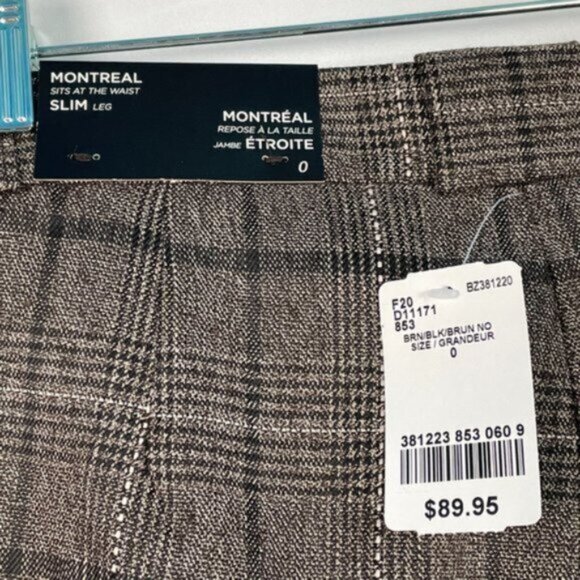 MONTREAL
SITS AT THE WAIST
SLIM LEG
MONTRÉAL
REPOSE À LA TAILLE
JAMBE ÉTROITE
0
F20
BZ381220
D11171
853
BRN/BLK/BRUN NO
SIZE / GRANDEUR
0
381223 853 060 9
$89.95